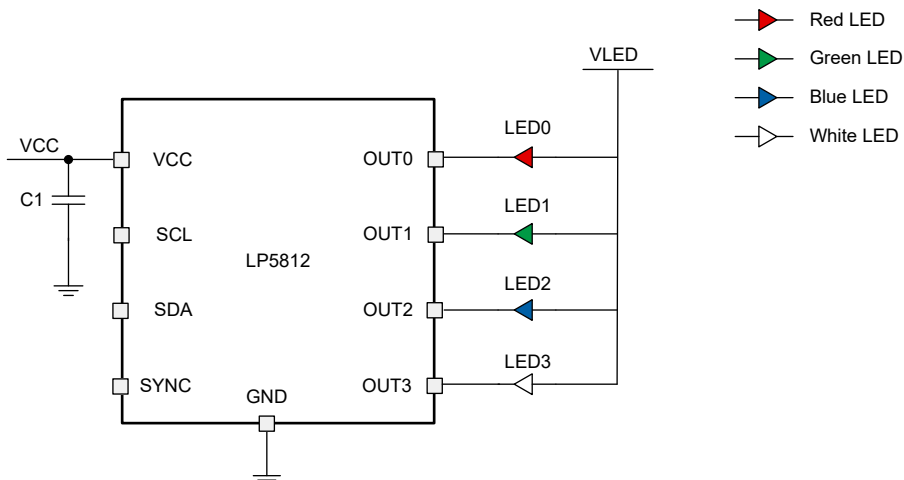 Red LED
VLED
Green LED
Blue LED
LED0
White LED
VCC
VCC
OUT0
C1
LED1
SCL
OUT1
LP5812
LED2
SDA
OUT2
LED3
SYNC
GND
OUT3